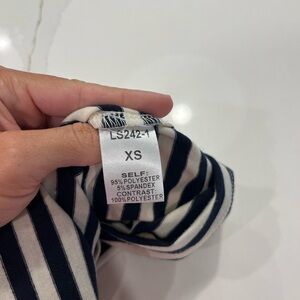 LS242-1
XS
SELF:
95%POLYESTER
5%SPANDEX
CONTRAST:
100%POLYESTER